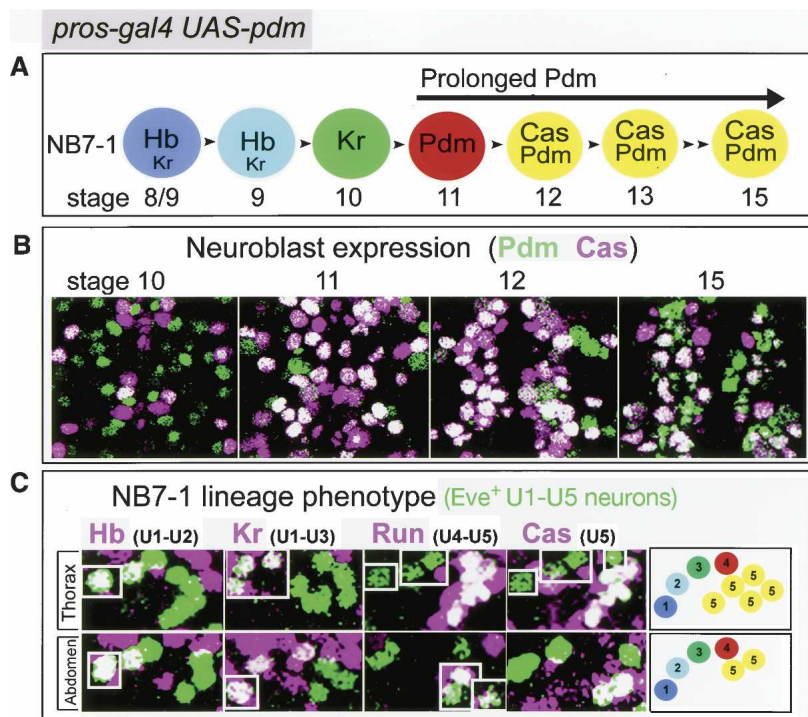 pros-gal4 UAS-pdm
A
Prolonged Pdm
NB7-1
Hb
Kr
Hb
Kr
Kr
Pdm
Cas
Pdm
Cas
Pdm
Cas
Pdm
stage 8/9 9 10 11 12 13 15
B
Neuroblast expression (Pdm Cas)
stage 10 11 12 15
C
NB7-1 lineage phenotype (Eve+ U1-U5 neurons)
Hb (U1-U2) Kr (U1-U3) Run (U4-U5) Cas (U5)
Thorax
1 2 3 4 5 5 5 5 5 5
Abdomen
1 2 3 4 5 5 5